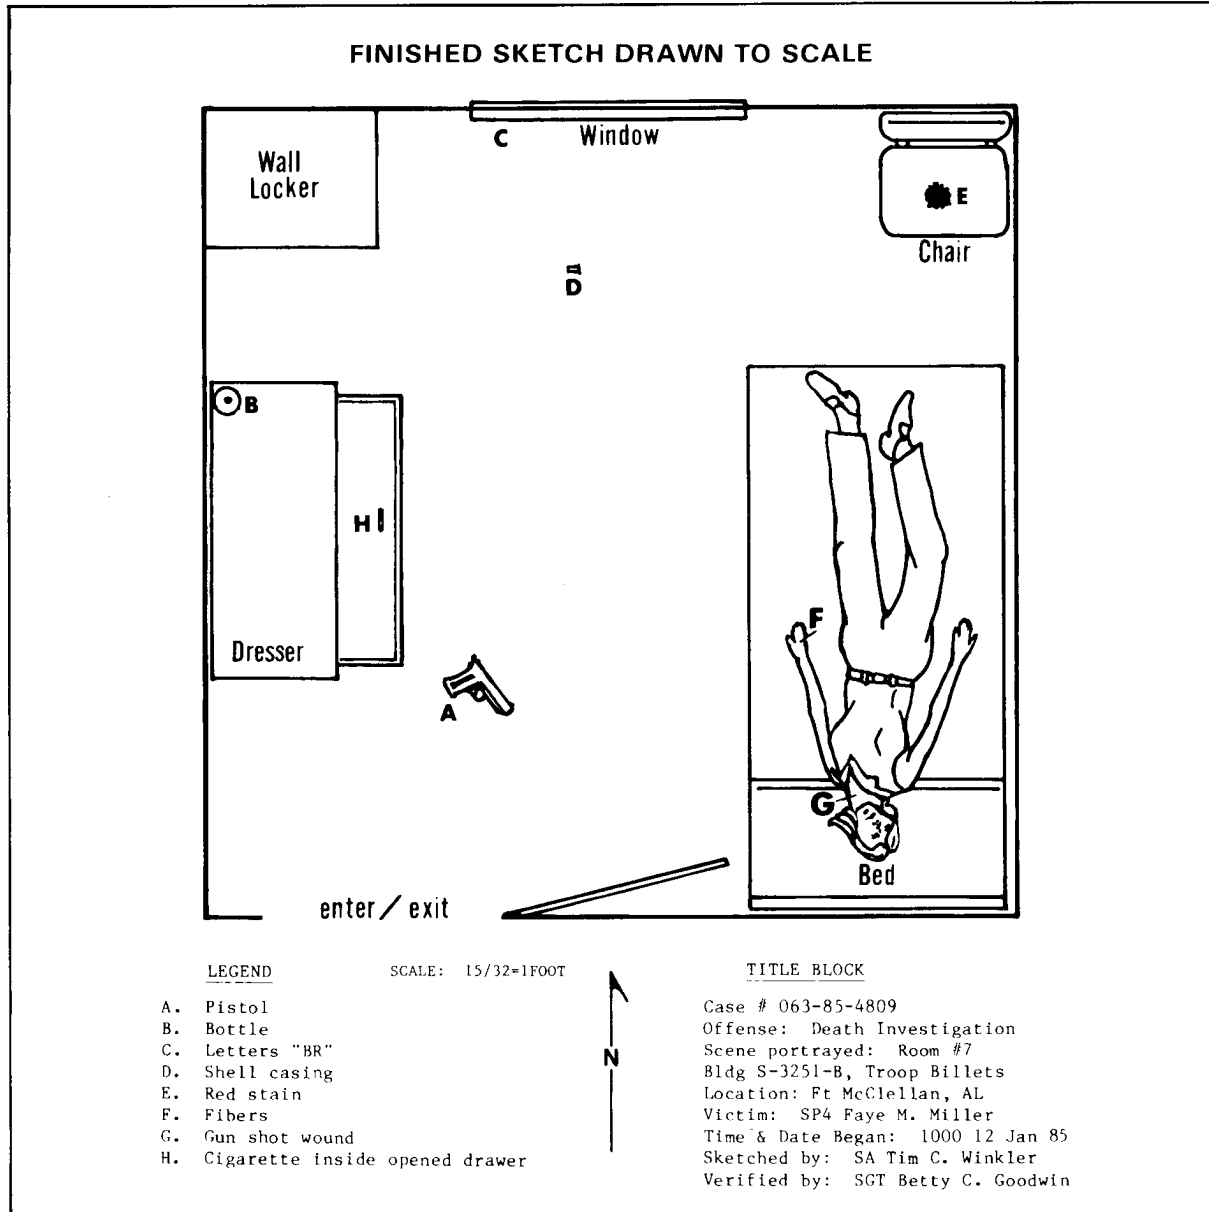 FINISHED SKETCH DRAWN TO SCALE
C Window
Wall
Locker
E
Chair
D
B
H
F
Dresser
A
G
Bed
enter / exit
LEGEND
SCALE: 15/32=1FOOT
A. Pistol
B. Bottle
C. Letters "BR"
D. Shell casing
E. Red stain
F. Fibers
G. Gun shot wound
H. Cigarette inside opened drawer
N
TITLE BLOCK
Case # 063-85-4809
Offense: Death Investigation
Scene portrayed: Room #7
Bldg S-3251-B, Troop Billets
Location: Ft McClellan, AL
Victim: SP4 Faye M. Miller
Time & Date Began: 1000 12 Jan 85
Sketched by: SA Tim C. Winkler
Verified by: SGT Betty C. Goodwin